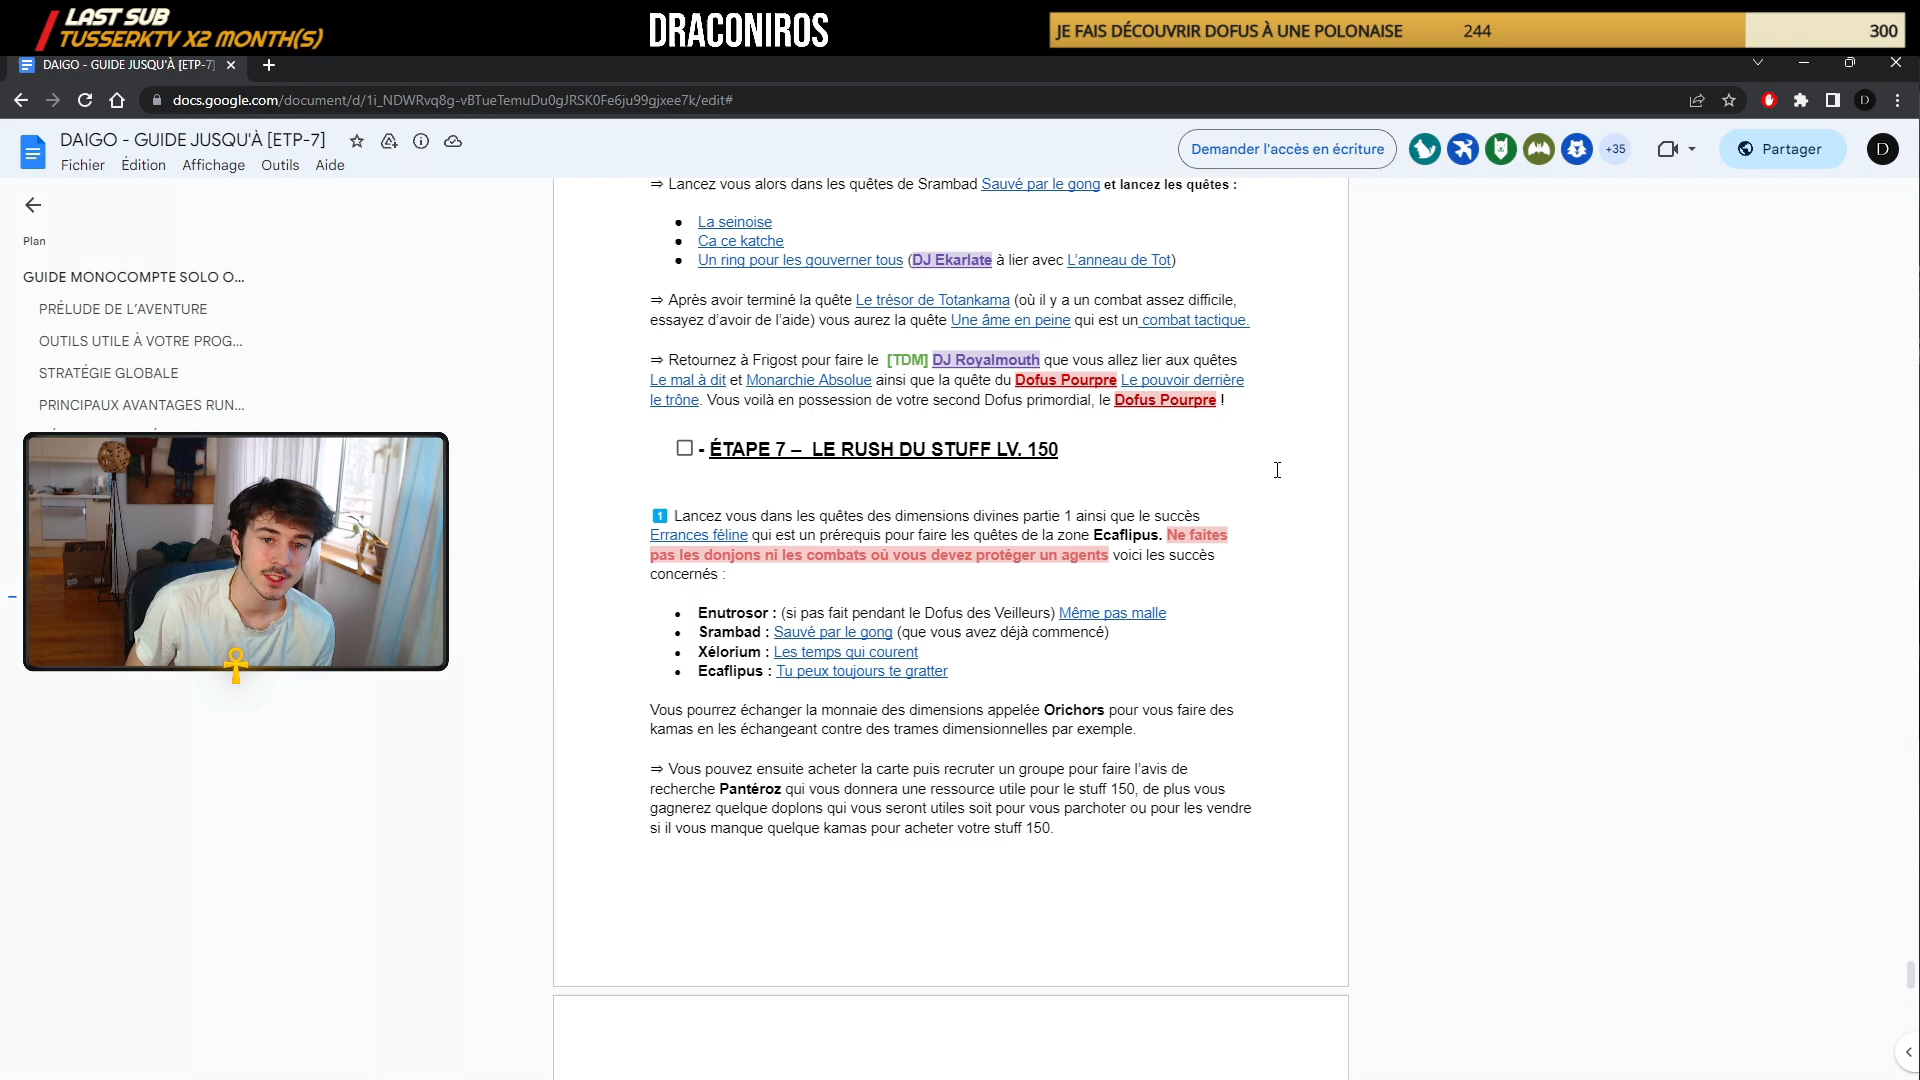 LAST SUB
TUSSERKTV X2 MONTH(S)
DRACONIROS
JE FAIS DÉCOUVRIR DOFUS À UNE POLONAISE 244 300
DAIGO - GUIDE JUSQU'À [ETP-7]
docs.google.com/document/d/1i_NDWRvq8g-vBTueTemuDu0gJRSK0Fe6ju99gjxee7k/edit#
D
DAIGO - GUIDE JUSQU'À [ETP-7]
Fichier Édition Affichage Outils Aide
Demander l'accès en écriture
+35
Partager
D
Plan
GUIDE MONOCOMPTE SOLO O...
PRÉLUDE DE L'AVENTURE
OUTILS UTILE À VOTRE PROG...
STRATÉGIE GLOBALE
PRINCIPAUX AVANTAGES RUN...
⇒ Lancez vous alors dans les quêtes de Srambad Sauvé par le gong et lancez les quêtes :
● La seinoise
● Ca ce katche
● Un ring pour les gouverner tous (DJ Ekarlate à lier avec L'anneau de Tot)
⇒ Après avoir terminé la quête Le trésor de Totankama (où il y a un combat assez difficile,
essayez d'avoir de l'aide) vous aurez la quête Une âme en peine qui est un combat tactique.
⇒ Retournez à Frigost pour faire le [TDM] DJ Royalmouth que vous allez lier aux quêtes
Le mal à dit et Monarchie Absolue ainsi que la quête du Dofus Pourpre Le pouvoir derrière
le trône. Vous voilà en possession de votre second Dofus primordial, le Dofus Pourpre !
☐ - ÉTAPE 7 – LE RUSH DU STUFF LV. 150
1 Lancez vous dans les quêtes des dimensions divines partie 1 ainsi que le succès
Errances féline qui est un prérequis pour faire les quêtes de la zone Ecaflipus. Ne faites
pas les donjons ni les combats où vous devez protéger un agents voici les succès
concernés :
● Enutrosor : (si pas fait pendant le Dofus des Veilleurs) Même pas malle
● Srambad : Sauvé par le gong (que vous avez déjà commencé)
● Xélorium : Les temps qui courent
● Ecaflipus : Tu peux toujours te gratter
Vous pourrez échanger la monnaie des dimensions appelée Orichors pour vous faire des
kamas en les échangeant contre des trames dimensionnelles par exemple.
⇒ Vous pouvez ensuite acheter la carte puis recruter un groupe pour faire l'avis de
recherche Pantéroz qui vous donnera une ressource utile pour le stuff 150, de plus vous
gagnerez quelque doplons qui vous seront utiles soit pour vous parchoter ou pour les vendre
si il vous manque quelque kamas pour acheter votre stuff 150.